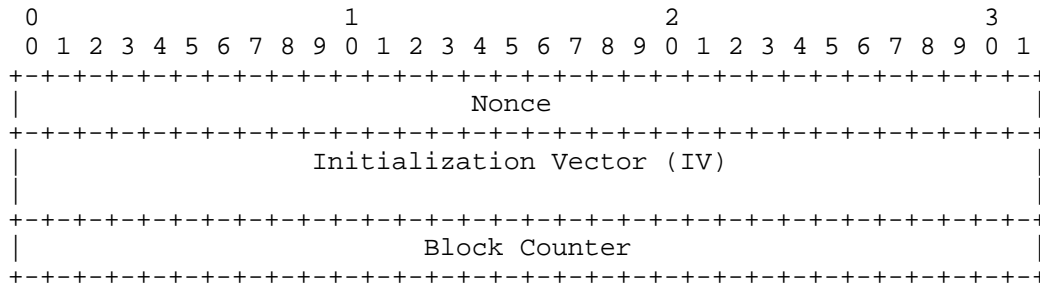 0                   1                   2                   3
 0 1 2 3 4 5 6 7 8 9 0 1 2 3 4 5 6 7 8 9 0 1 2 3 4 5 6 7 8 9 0 1
+-+-+-+-+-+-+-+-+-+-+-+-+-+-+-+-+-+-+-+-+-+-+-+-+-+-+-+-+-+-+-+-+
|                            Nonce                              |
+-+-+-+-+-+-+-+-+-+-+-+-+-+-+-+-+-+-+-+-+-+-+-+-+-+-+-+-+-+-+-+-+
|                  Initialization Vector (IV)                   |
|                                                               |
+-+-+-+-+-+-+-+-+-+-+-+-+-+-+-+-+-+-+-+-+-+-+-+-+-+-+-+-+-+-+-+-+
|                         Block Counter                         |
+-+-+-+-+-+-+-+-+-+-+-+-+-+-+-+-+-+-+-+-+-+-+-+-+-+-+-+-+-+-+-+-+